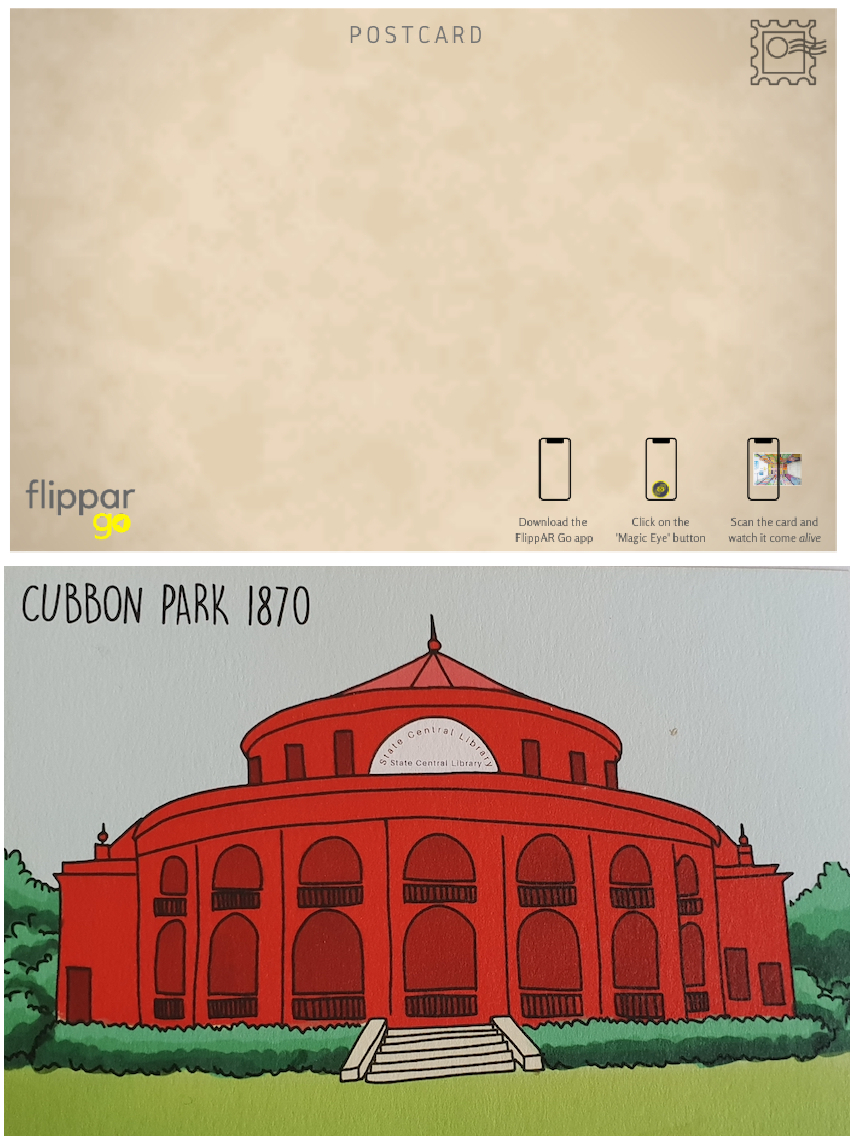 POSTCARD
flippar
go
Download the
FlippAR Go app
Click on the
"Magic Eye" button
Scan the card and
watch it come alive
CUBBON PARK 1870
State Central Library
State Central Library